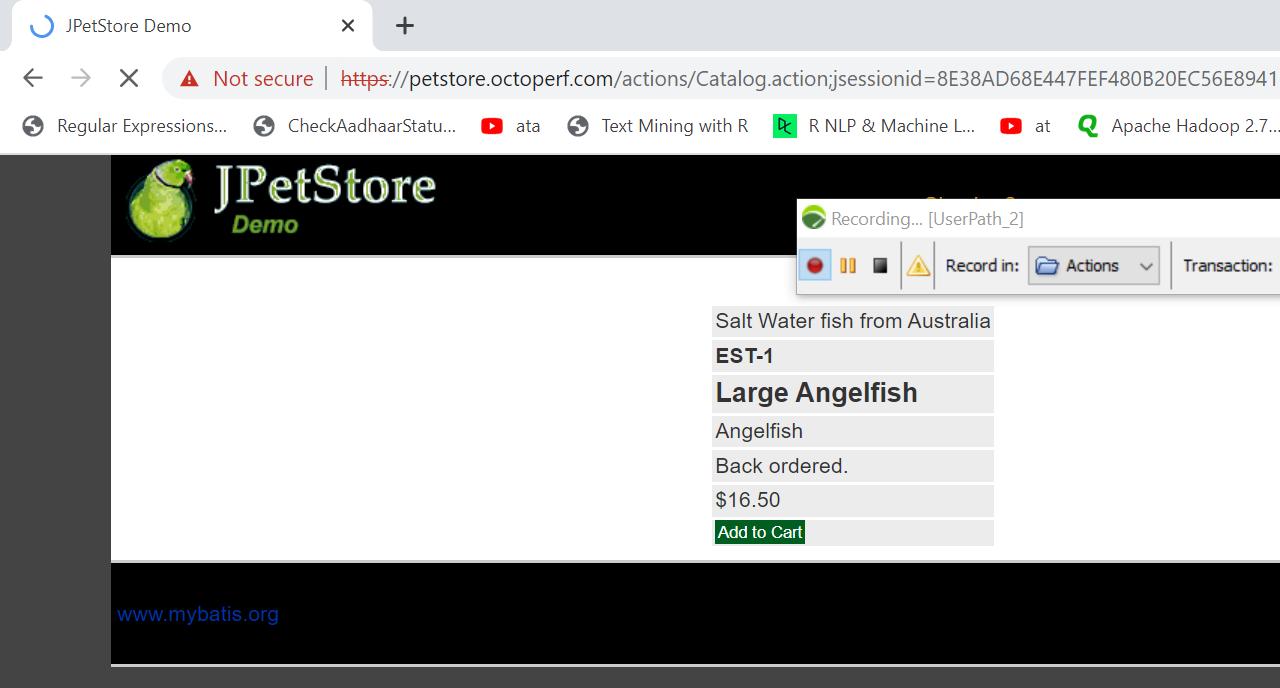 JPetStore Demo
Not secure https://petstore.octoperf.com/actions/Catalog.action;jsessionid=8E38AD68E447FEF480B20EC56E8941
Regular Expressions... CheckAadhaarStatu... ata Text Mining with R R NLP & Machine L... at Apache Hadoop 2.7...
JPetStore
Demo
Recording... [UserPath_2]
Record in: Actions Transaction:
Salt Water fish from Australia
EST-1
Large Angelfish
Angelfish
Back ordered.
$16.50
Add to Cart
www.mybatis.org